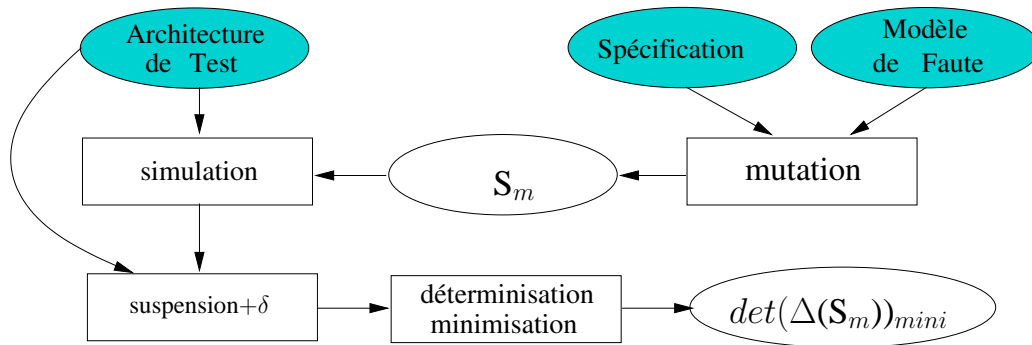 Architecture
de Test
Spécification
Modèle
de Faute
simulation
S_m
mutation
suspension+δ
déterminisation
minimisation
det(Δ(S_m))_mini